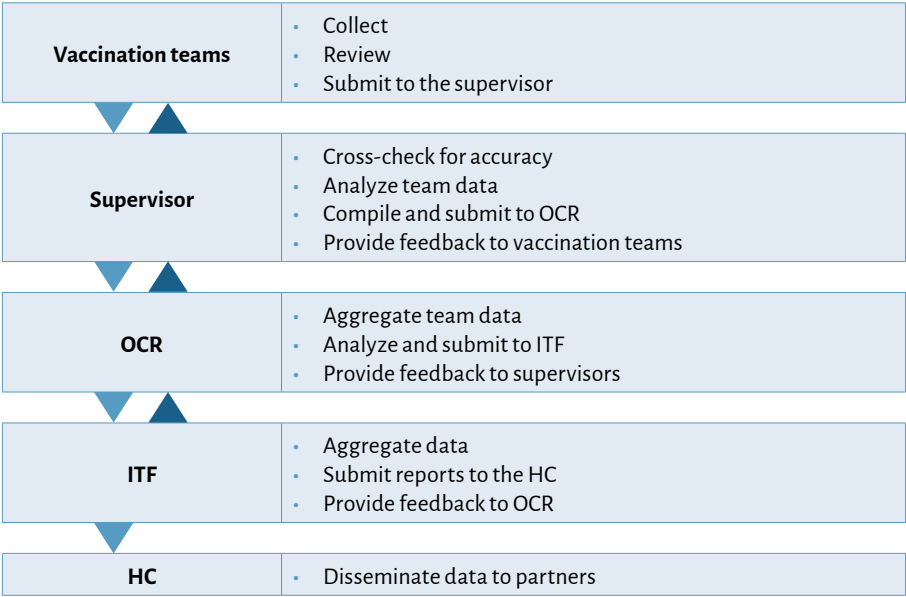 Vaccination teams
• Collect
• Review
• Submit to the supervisor
Supervisor
• Cross-check for accuracy
• Analyze team data
• Compile and submit to OCR
• Provide feedback to vaccination teams
OCR
• Aggregate team data
• Analyze and submit to ITF
• Provide feedback to supervisors
ITF
• Aggregate data
• Submit reports to the HC
• Provide feedback to OCR
HC
• Disseminate data to partners